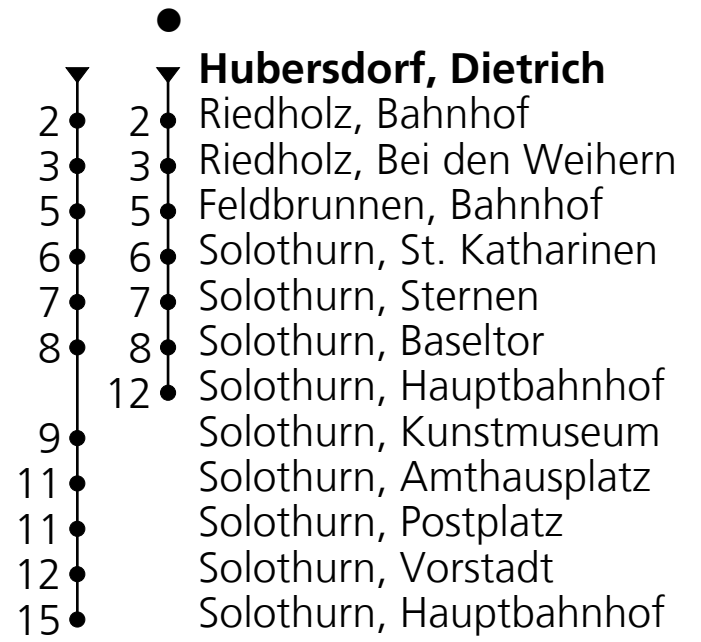 Hubersdorf, Dietrich
2 2 Riedholz, Bahnhof
3 3 Riedholz, Bei den Weihern
5 5 Feldbrunnen, Bahnhof
6 6 Solothurn, St. Katharinen
7 7 Solothurn, Sternen
8 8 Solothurn, Baseltor
12 Solothurn, Hauptbahnhof
9 Solothurn, Kunstmuseum
11 Solothurn, Amthausplatz
11 Solothurn, Postplatz
12 Solothurn, Vorstadt
15 Solothurn, Hauptbahnhof